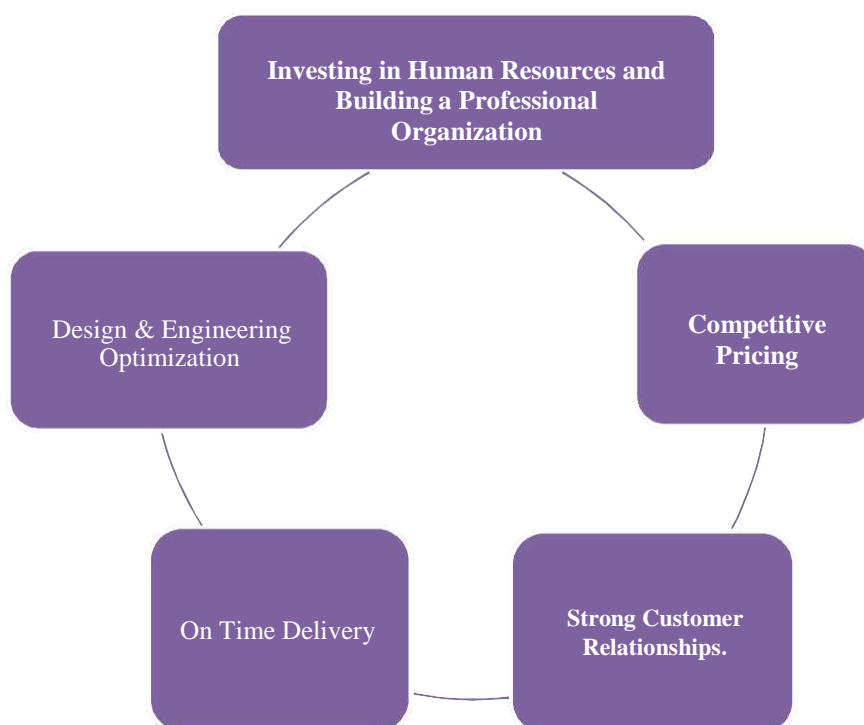 Investing in Human Resources and
Building a Professional
Organization
Competitive
Pricing
Strong Customer
Relationships.
On Time Delivery
Design & Engineering
Optimization